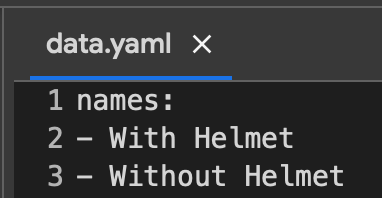 data.yaml ×
1 names:
2 - With Helmet
3 - Without Helmet